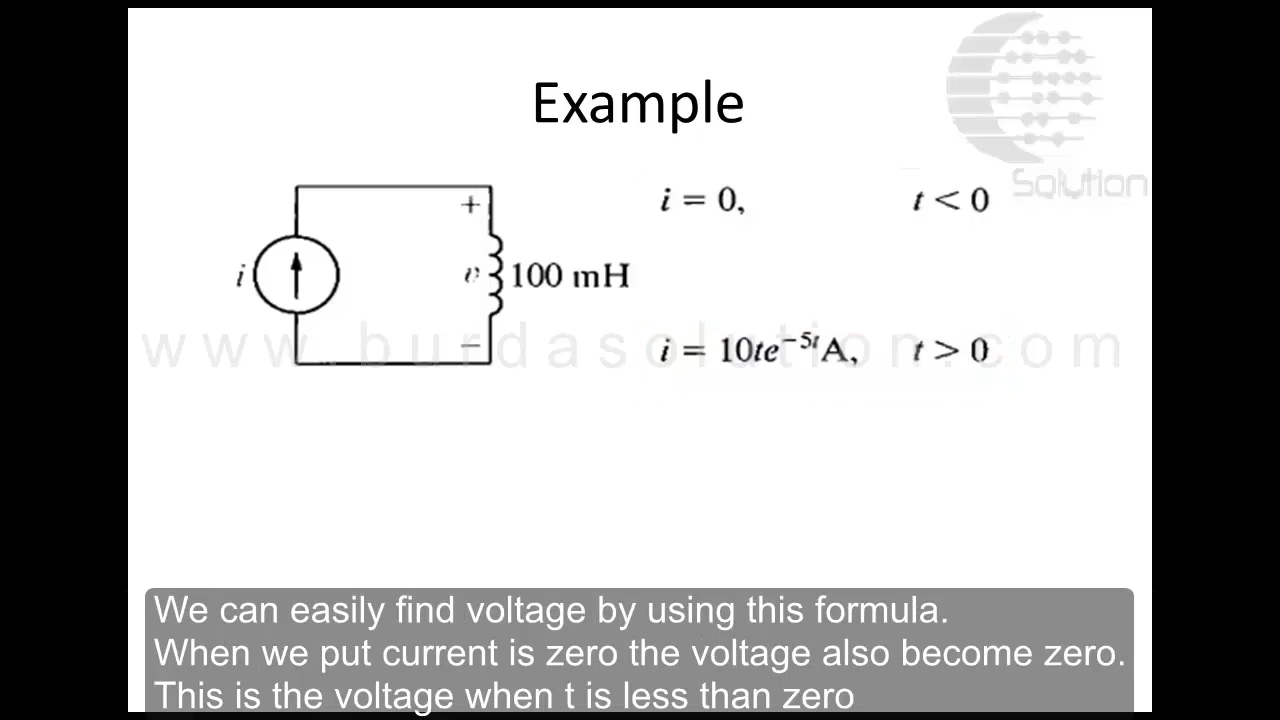 Example
Solution
i = 0, t < 0
+
i
v
100 mH
www.burdasolution.com
−
i = 10te⁻⁵ᵗA, t > 0
We can easily find voltage by using this formula.
When we put current is zero the voltage also become zero.
This is the voltage when t is less than zero